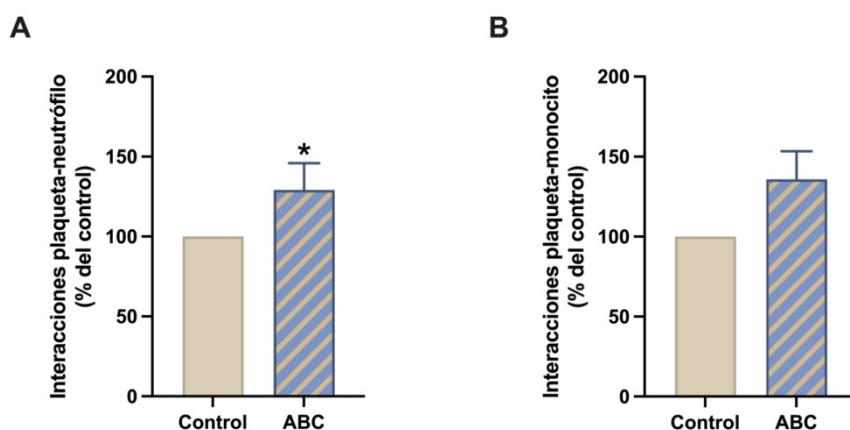 A
Interacciones plaqueta-neutrófilo
(% del control)
200
150
100
50
0
*
Control
ABC
B
Interacciones plaqueta-monocito
(% del control)
200
150
100
50
0
Control
ABC